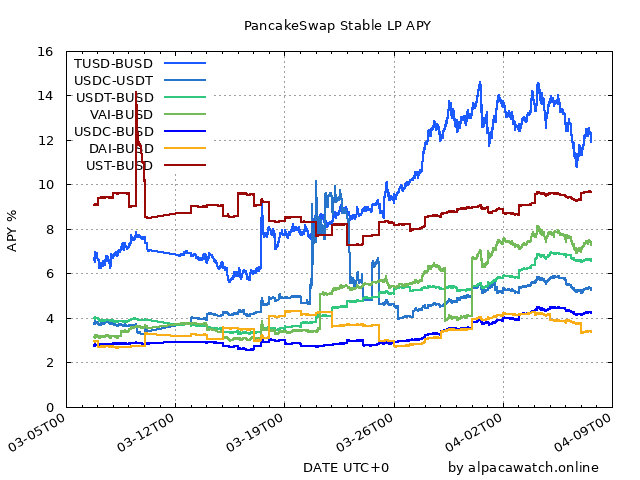 PancakeSwap Stable LP APY
APY %
16
14
12
10
8
6
4
2
0
TUSD-BUSD
USDC-USDT
USDT-BUSD
VAI-BUSD
USDC-BUSD
DAI-BUSD
UST-BUSD
03-05T00
03-12T00
03-19T00
03-26T00
04-02T00
04-09T00
DATE UTC+0
by alpacawatch.online